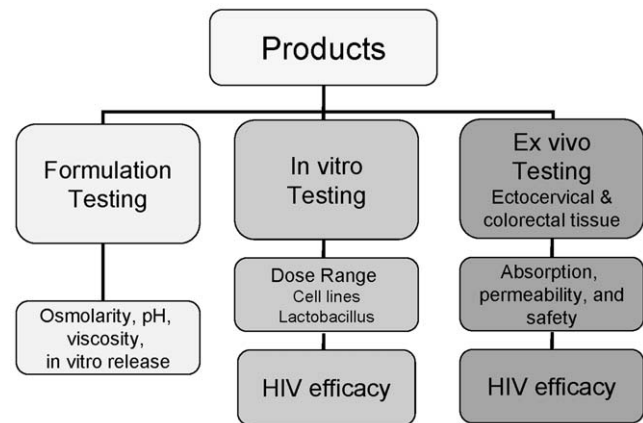 Products
Formulation
Testing
Osmolarity, pH,
viscosity,
in vitro release
In vitro
Testing
Dose Range
Cell lines
Lactobacillus
HIV efficacy
Ex vivo
Testing
Ectocervical &
colorectal tissue
Absorption,
permeability, and
safety
HIV efficacy